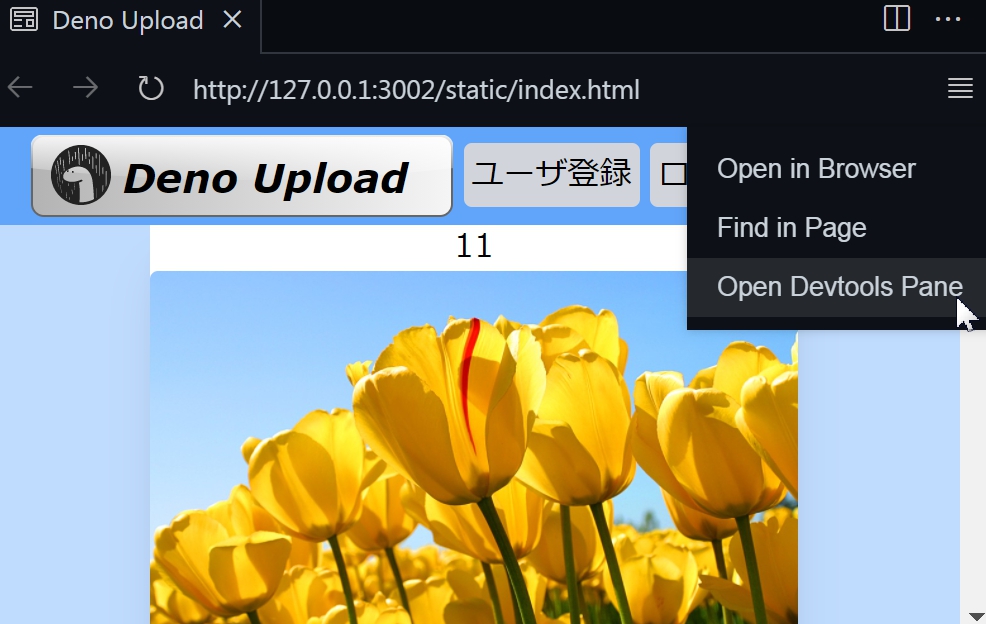 Deno Upload
http://127.0.0.1:3002/static/index.html
Deno Upload
ユーザ登録
ロ
Open in Browser
Find in Page
Open Devtools Pane
11